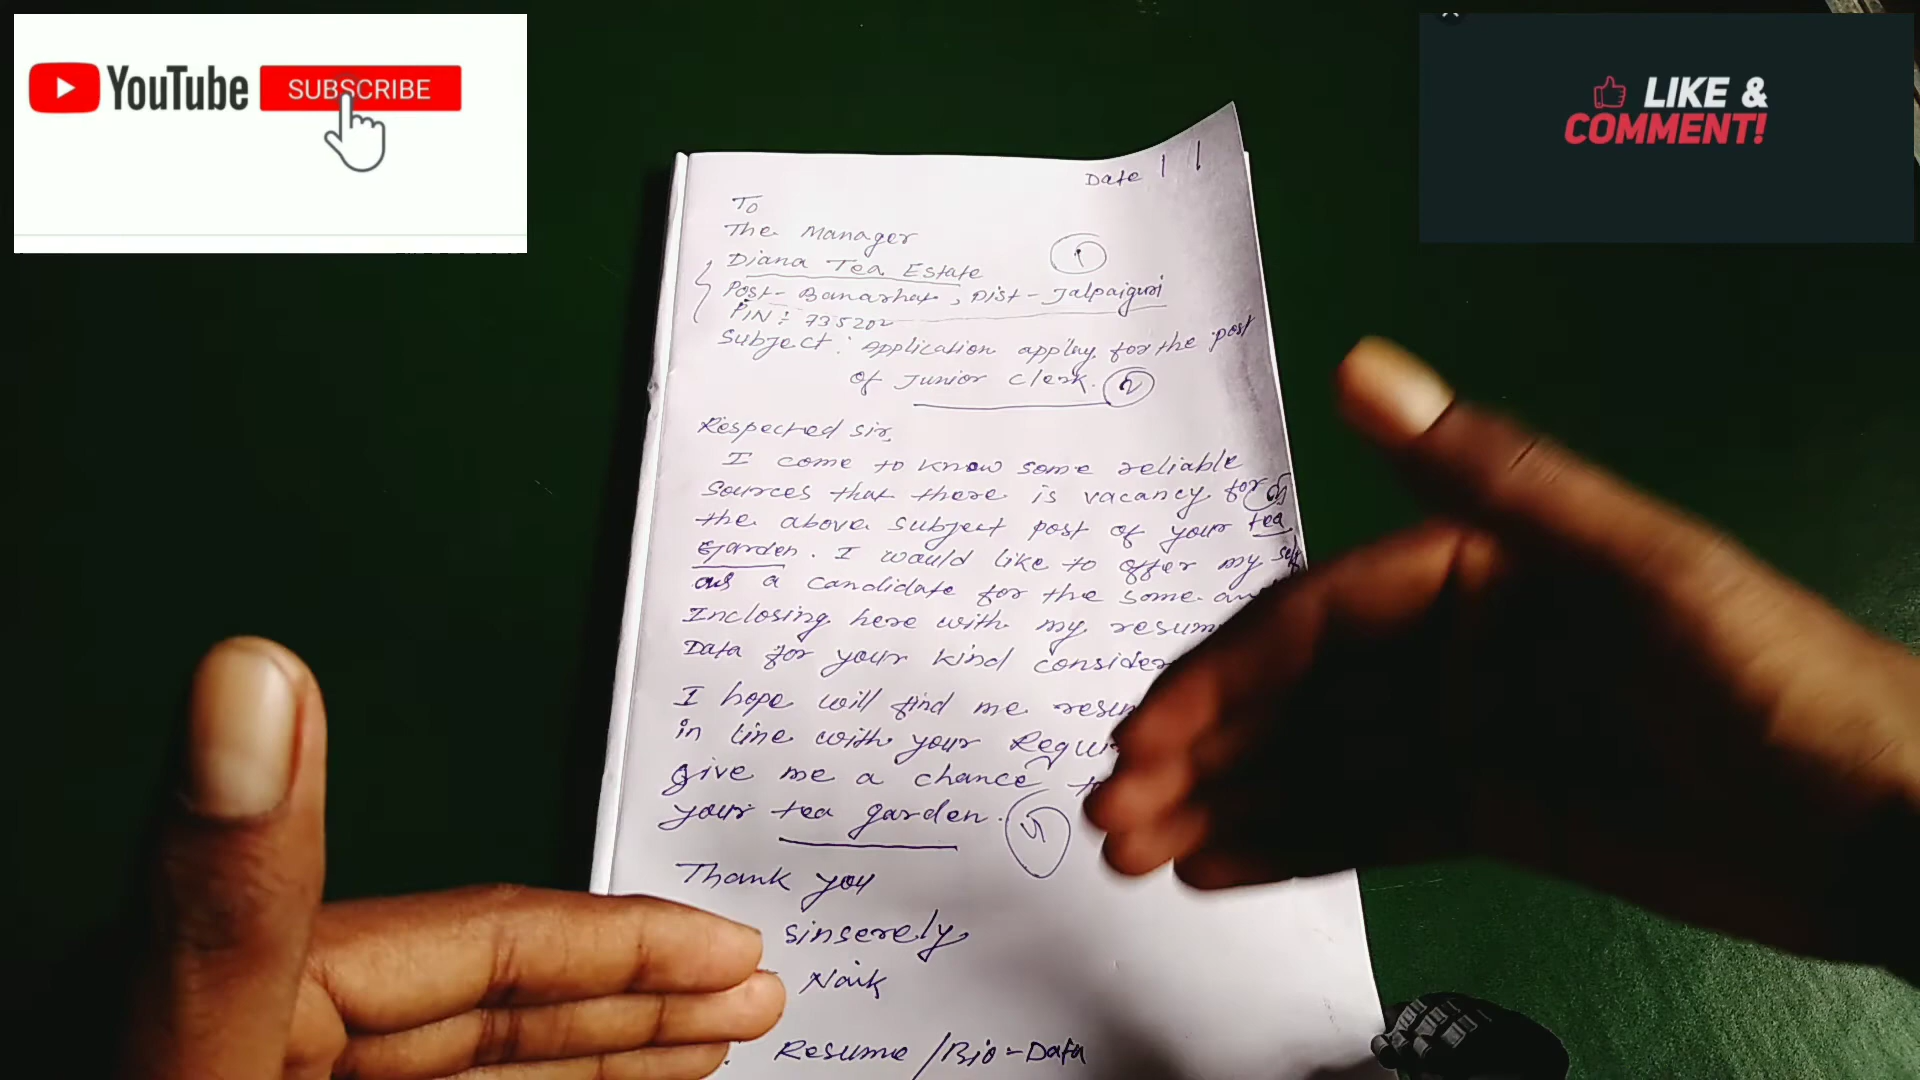 YouTube SUBSCRIBE
LIKE &
COMMENT!
Date / /
To
The Manager
Diana Tea Estate
Post- Banarhat, Dist - Jalpaiguri
PIN : 735202
Subject : Application applay for the post
of Junior Clerk.
Respected sir,
I come to know some reliable
sources that there is vacancy for
the above subject post of your tea
Garden. I would like to offer my self
as a candidate for the some
Inclosing here with my
Data for your kind
I hope will find me
in line with your
give me a chance
your tea garden.
Thank you
sinserely
Naik
Resume / Bio - Data